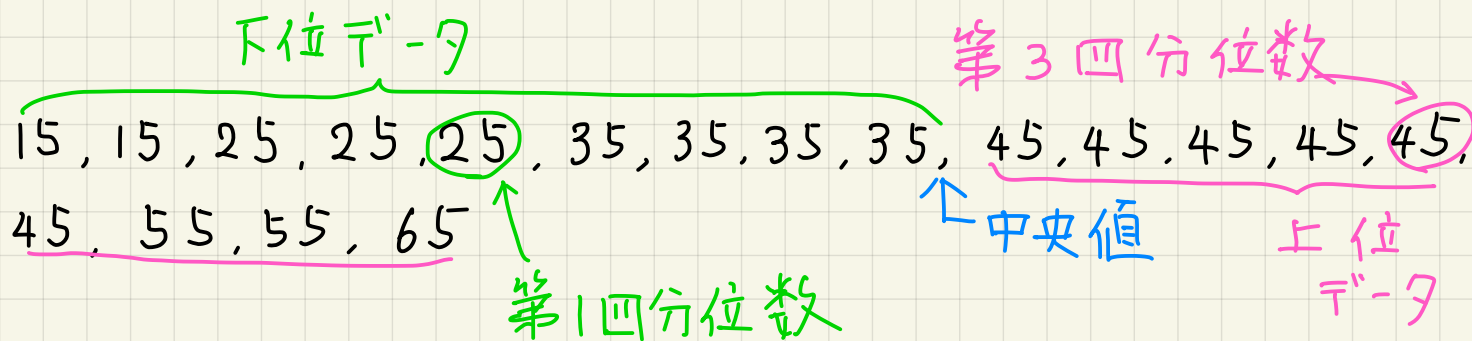 下位データ
第3四分位数
15, 15, 25, 25, 25, 35, 35, 35, 35, 45, 45, 45, 45, 45,
45, 55, 55, 65
中央値
上位
データ
第1四分位数